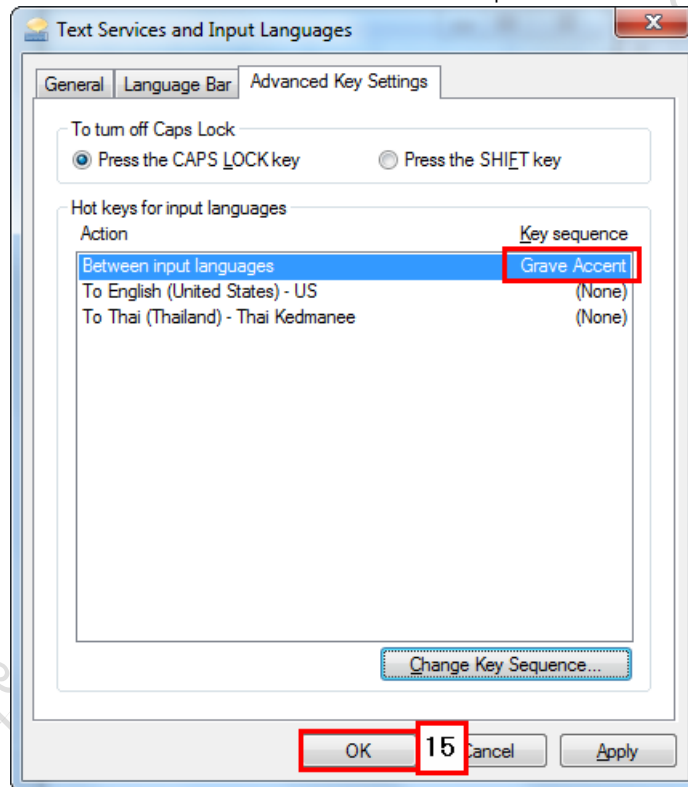 Text Services and Input Languages
General Language Bar Advanced Key Settings
To turn off Caps Lock
Press the CAPS LOCK key Press the SHIFT key
Hot keys for input languages
Action Key sequence
Between input languages Grave Accent
To English (United States) - US (None)
To Thai (Thailand) - Thai Kedmanee (None)
Change Key Sequence...
OK 15 Cancel Apply